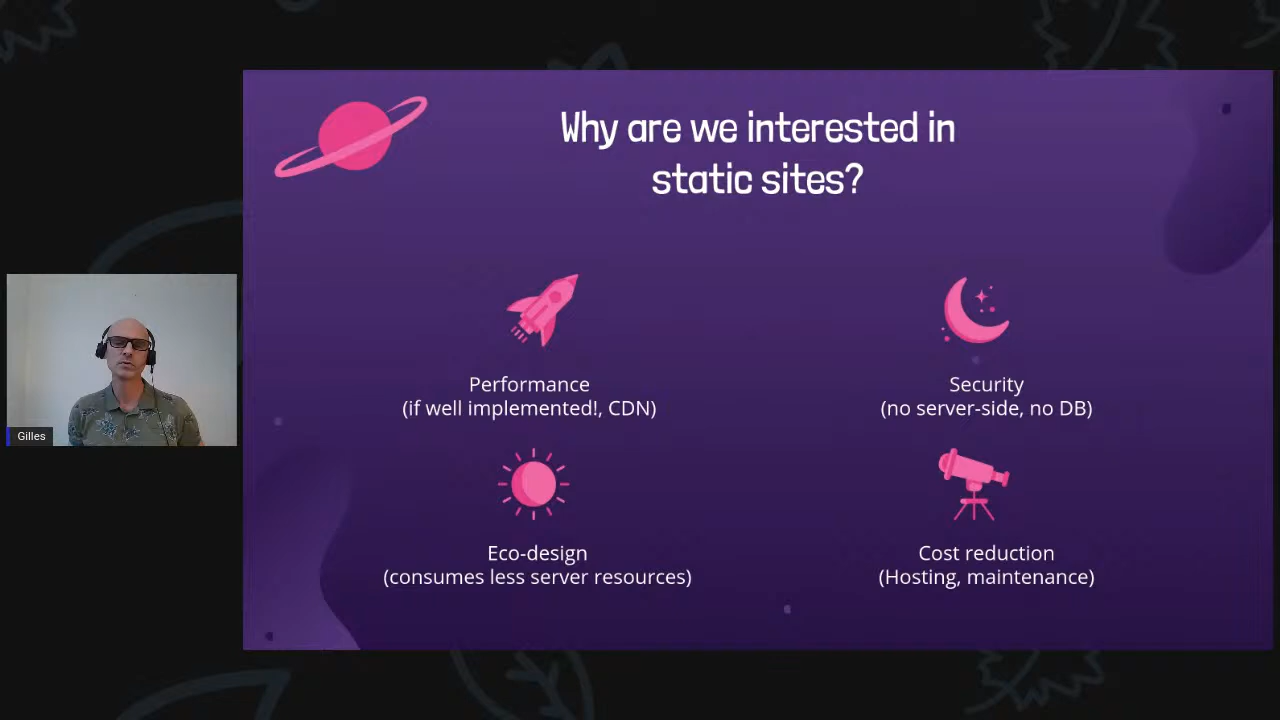 Why are we interested in
static sites?
Performance
(if well implemented!, CDN)
Security
(no server-side, no DB)
Eco-design
(consumes less server resources)
Cost reduction
(Hosting, maintenance)
Gilles